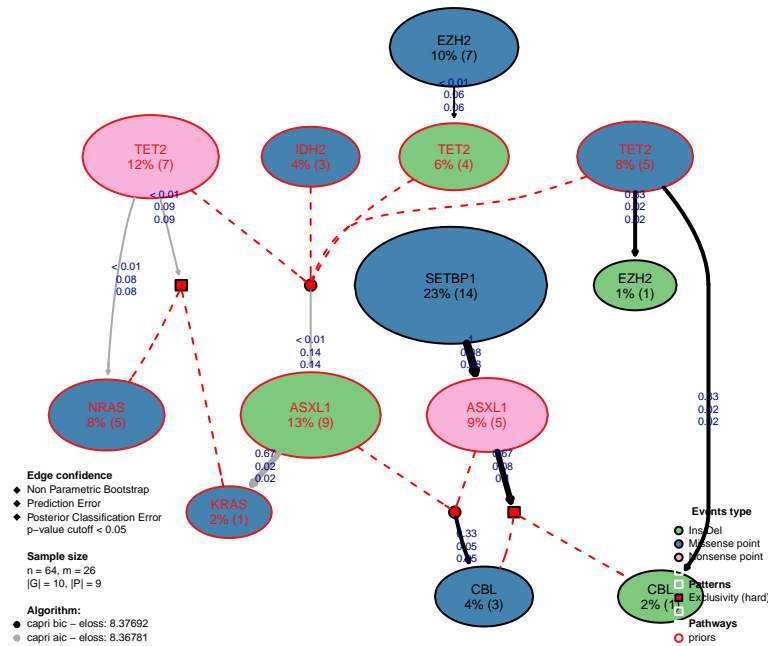 EZH2
10% (7)
< 0.01
0.06
0.06
TET2
12% (7)
IDH2
4% (3)
TET2
6% (4)
TET2
8% (5)
< 0.01
0.09
0.09
0.33
0.02
0.02
< 0.01
0.08
0.08
SETBP1
23% (14)
EZH2
1% (1)
< 0.01
0.14
0.14
1
0.08
NRAS
8% (5)
ASXL1
13% (9)
ASXL1
9% (5)
0.33
0.02
0.02
0.67
0.02
0.02
0.67
0.08
KRAS
2% (1)
0.33
0.05
0.05
CBL
4% (3)
CBL
2% (1)
Edge confidence
Non Parametric Bootstrap
Prediction Error
Posterior Classification Error
p−value cutoff < 0.05
Sample size
n = 64, m = 26
|G| = 10, |P| = 9
Algorithm:
capri bic − eloss: 8.37692
capri aic − eloss: 8.36781
Events type
Ins/Del
Missense point
Nonsense point
Patterns
Exclusivity (hard)
Pathways
priors